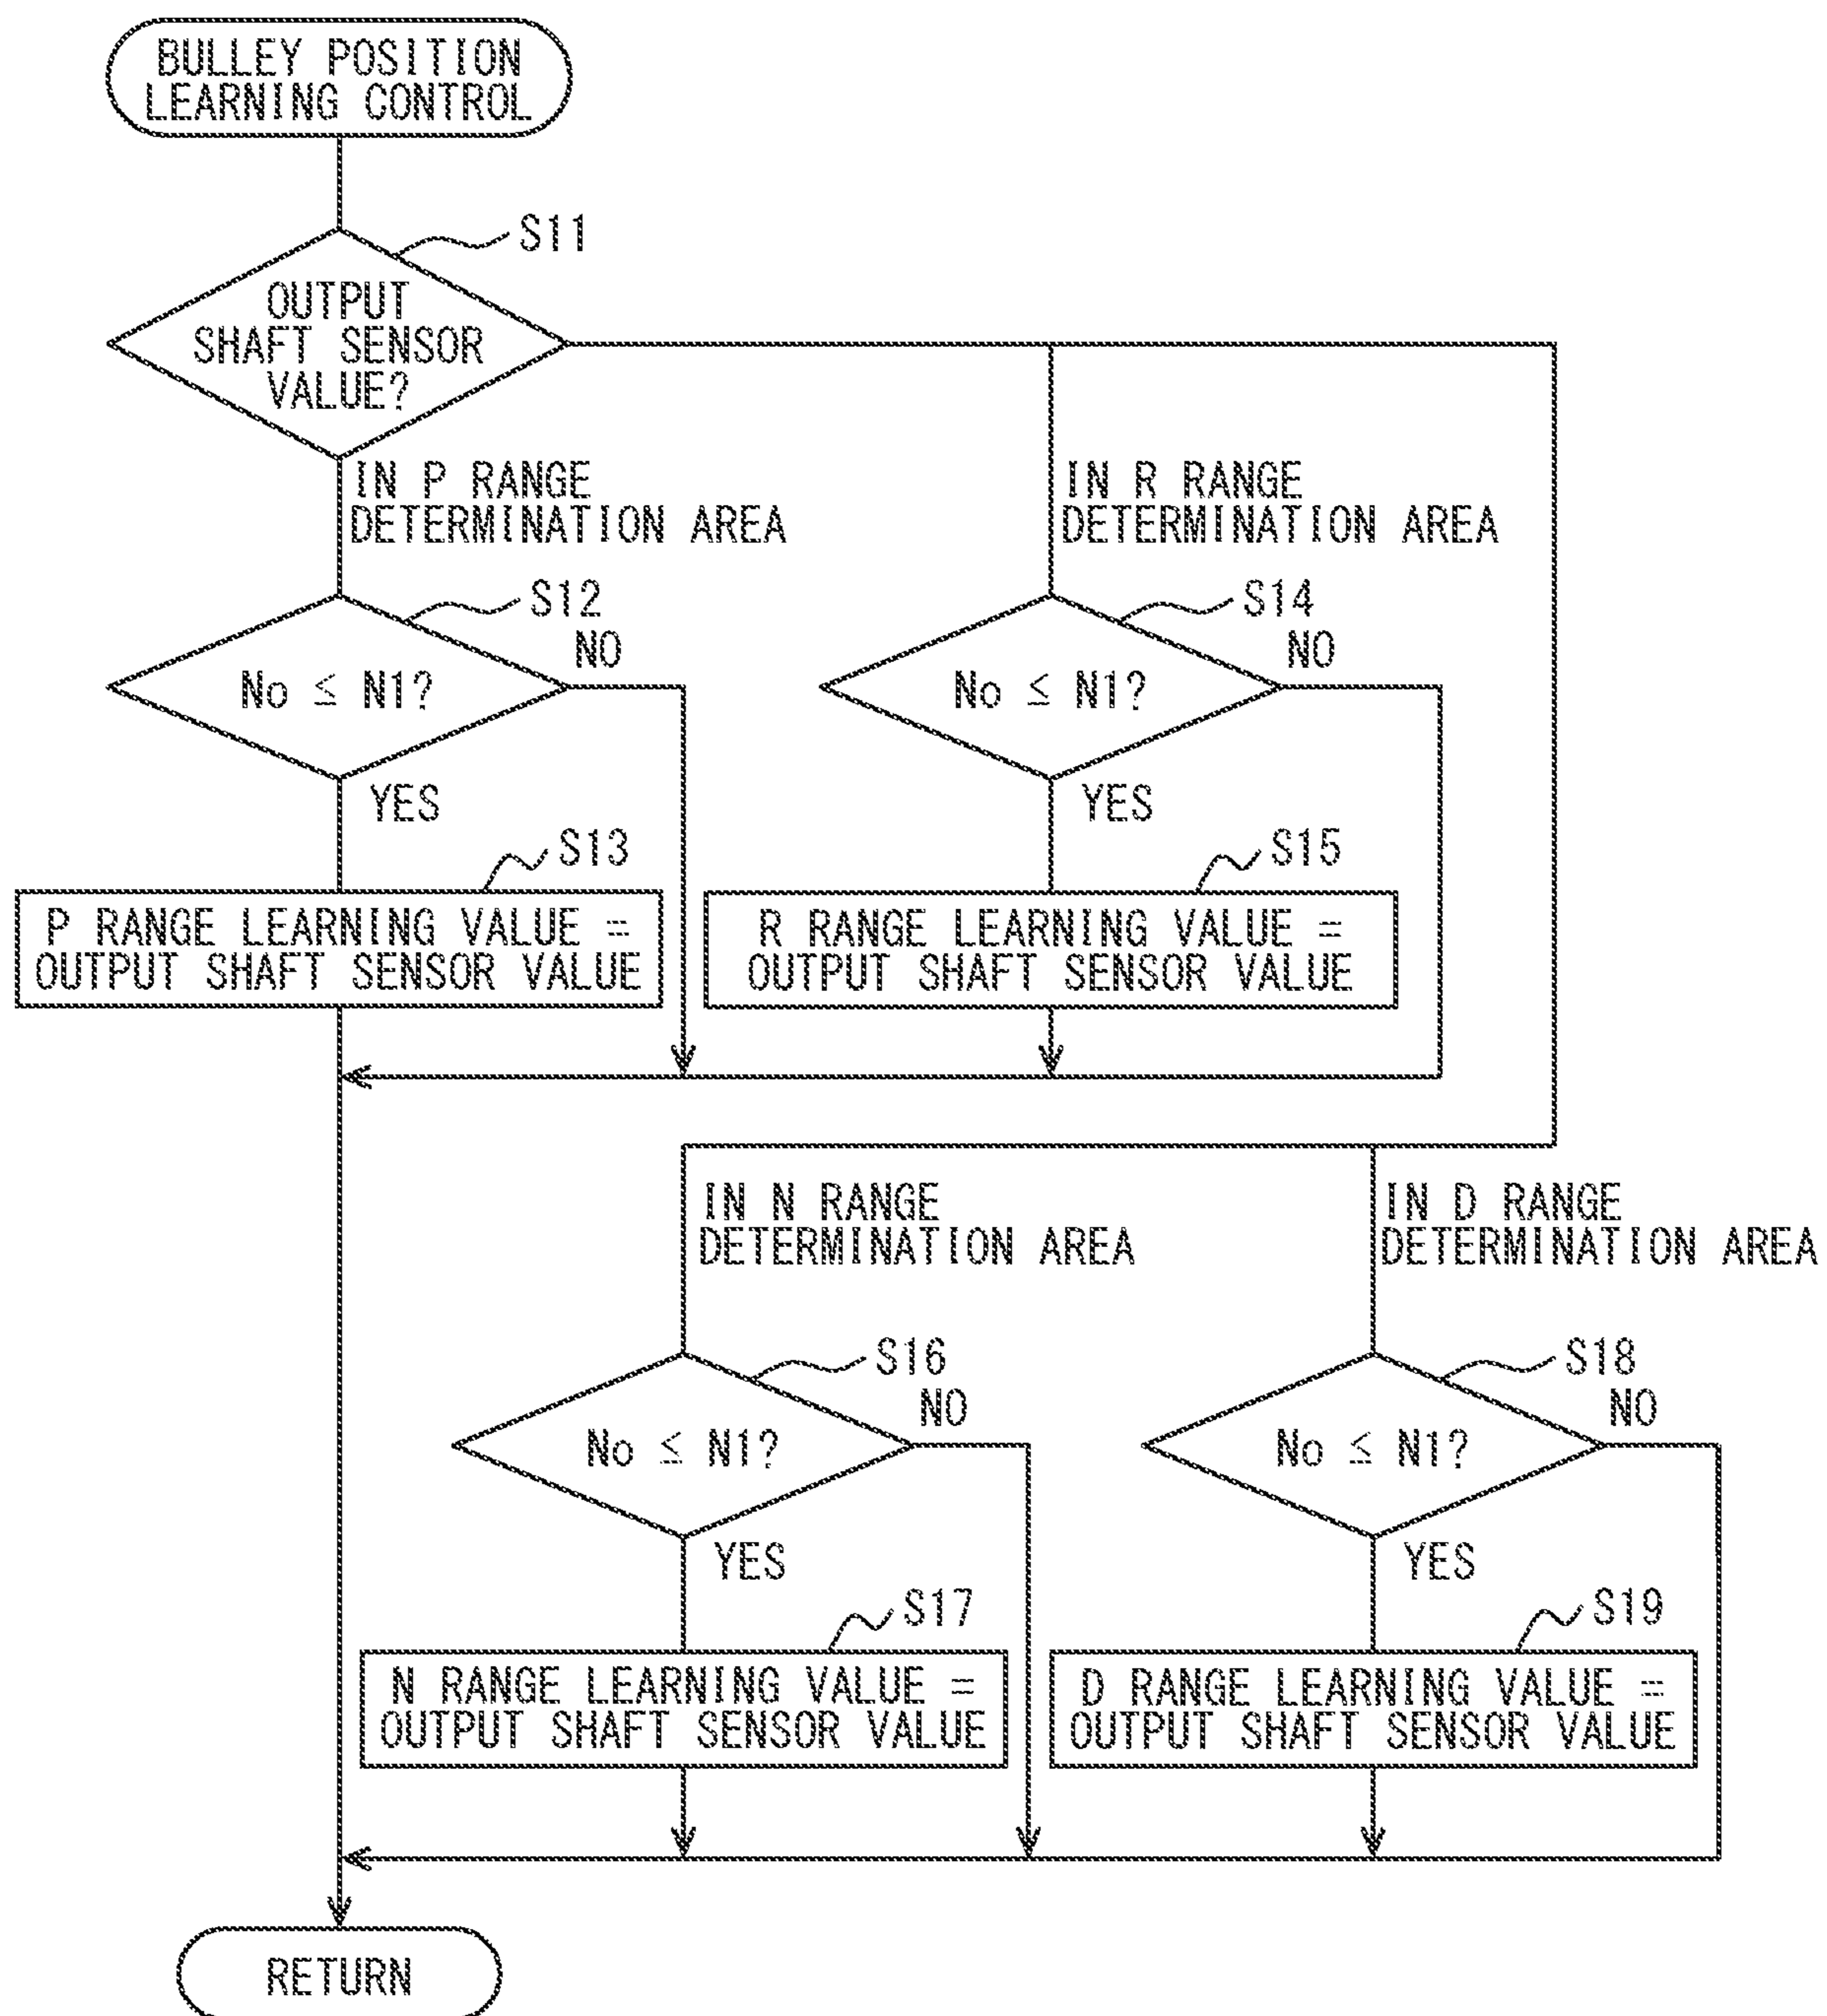 BULLEY POSITION
LEARNING CONTROL
S11
OUTPUT
SHAFT SENSOR
VALUE?
IN P RANGE
DETERMINATION AREA
IN R RANGE
DETERMINATION AREA
S12
NO
No ≤ N1?
YES
S14
NO
No ≤ N1?
YES
S13
P RANGE LEARNING VALUE =
OUTPUT SHAFT SENSOR VALUE
S15
R RANGE LEARNING VALUE =
OUTPUT SHAFT SENSOR VALUE
IN N RANGE
DETERMINATION AREA
IN D RANGE
DETERMINATION AREA
S16
NO
No ≤ N1?
YES
S18
NO
No ≤ N1?
YES
S17
N RANGE LEARNING VALUE =
OUTPUT SHAFT SENSOR VALUE
S19
D RANGE LEARNING VALUE =
OUTPUT SHAFT SENSOR VALUE
RETURN